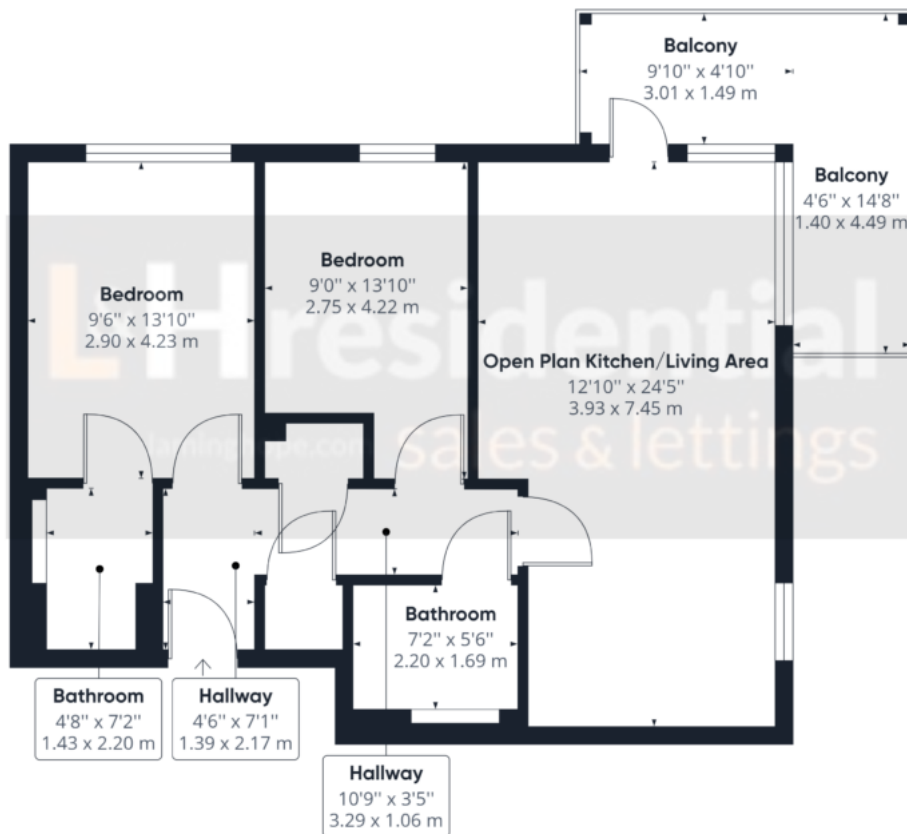 Balcony
9'10" x 4'10"
3.01 x 1.49 m
Balcony
4'6" x 14'8"
1.40 x 4.49 m
Bedroom
9'0" x 13'10"
2.75 x 4.22 m
Bedroom
9'6" x 13'10"
2.90 x 4.23 m
LHresidential
Open Plan Kitchen/Living Area
12'10" x 24'5"
3.93 x 7.45 m
sales & lettings
Bathroom
7'2" x 5'6"
2.20 x 1.69 m
Bathroom
4'8" x 7'2"
1.43 x 2.20 m
Hallway
4'6" x 7'1"
1.39 x 2.17 m
Hallway
10'9" x 3'5"
3.29 x 1.06 m